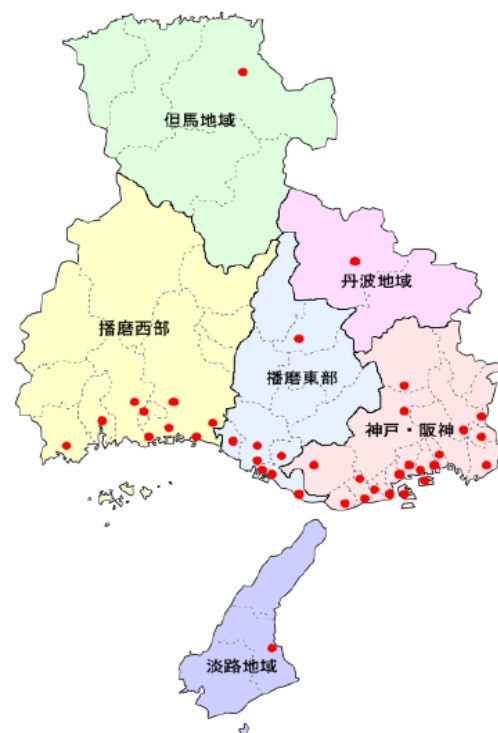 但馬地域
丹波地域
播磨西部
播磨東部
神戸・阪神
淡路地域